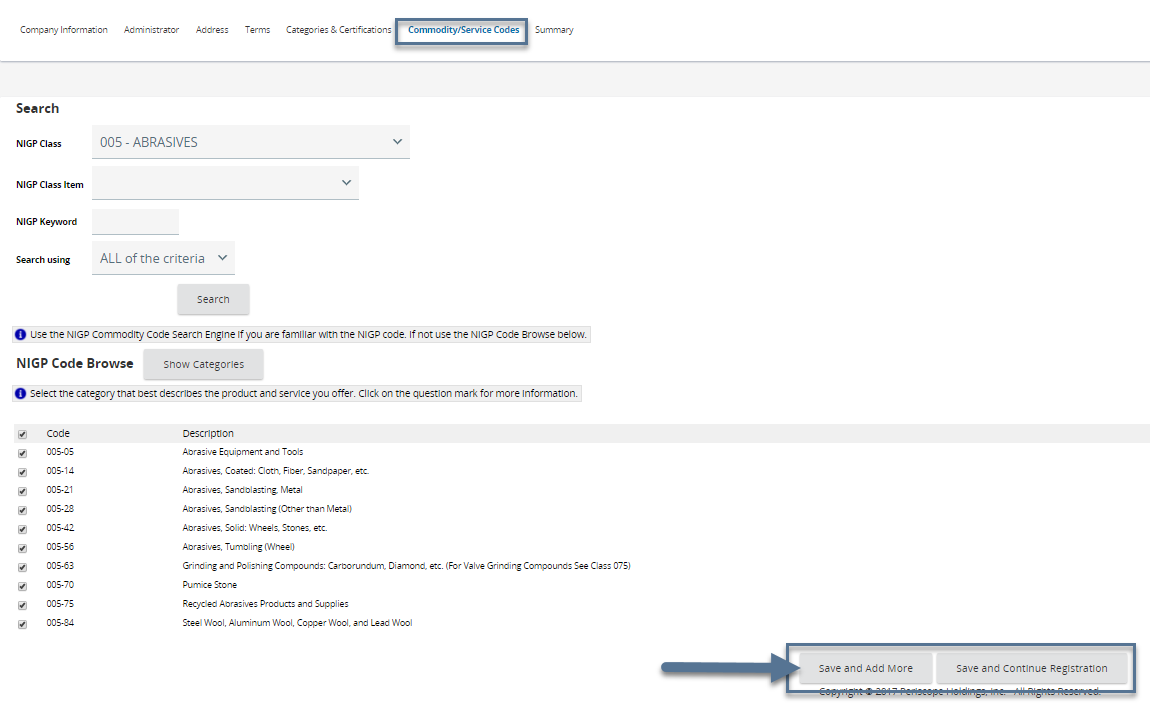 Company Information Administrator Address Terms Categories & Certifications Commodity/Service Codes Summary
Search
NIGP Class 005 - ABRASIVES
NIGP Class Item
NIGP Keyword
Search using ALL of the criteria
Search
Use the NIGP Commodity Code Search Engine if you are familiar with the NIGP code. If not use the NIGP Code Browse below.
NIGP Code Browse Show Categories
Select the category that best describes the product and service you offer. Click on the question mark for more information.
Code Description
005-05 Abrasive Equipment and Tools
005-14 Abrasives, Coated: Cloth, Fiber, Sandpaper, etc.
005-21 Abrasives, Sandblasting, Metal
005-28 Abrasives, Sandblasting (Other than Metal)
005-42 Abrasives, Solid: Wheels, Stones, etc.
005-56 Abrasives, Tumbling (Wheel)
005-63 Grinding and Polishing Compounds: Carborundum, Diamond, etc. (For Valve Grinding Compounds See Class 075)
005-70 Pumice Stone
005-75 Recycled Abrasives Products and Supplies
005-84 Steel Wool, Aluminum Wool, Copper Wool, and Lead Wool
Save and Add More Save and Continue Registration
Copyright © 2017 Periscope Holdings, Inc. - All Rights Reserved.